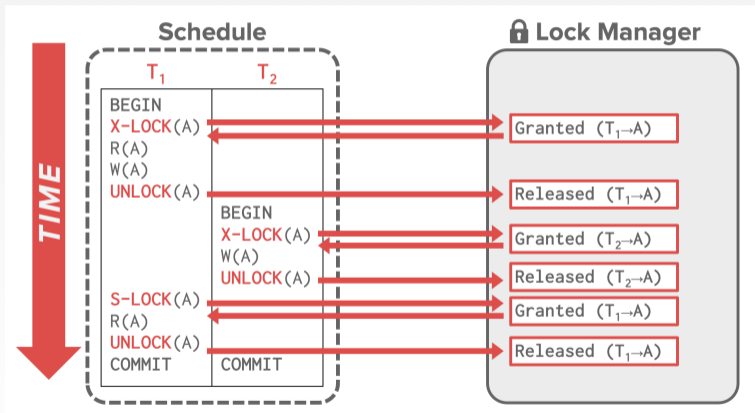 Schedule
Lock Manager
TIME
T₁ T₂
BEGIN
X-LOCK(A)
Granted (T₁→A)
R(A)
W(A)
UNLOCK(A)
Released (T₁→A)
BEGIN
X-LOCK(A)
Granted (T₂→A)
W(A)
UNLOCK(A)
Released (T₂→A)
S-LOCK(A)
Granted (T₁→A)
R(A)
UNLOCK(A)
Released (T₁→A)
COMMIT COMMIT